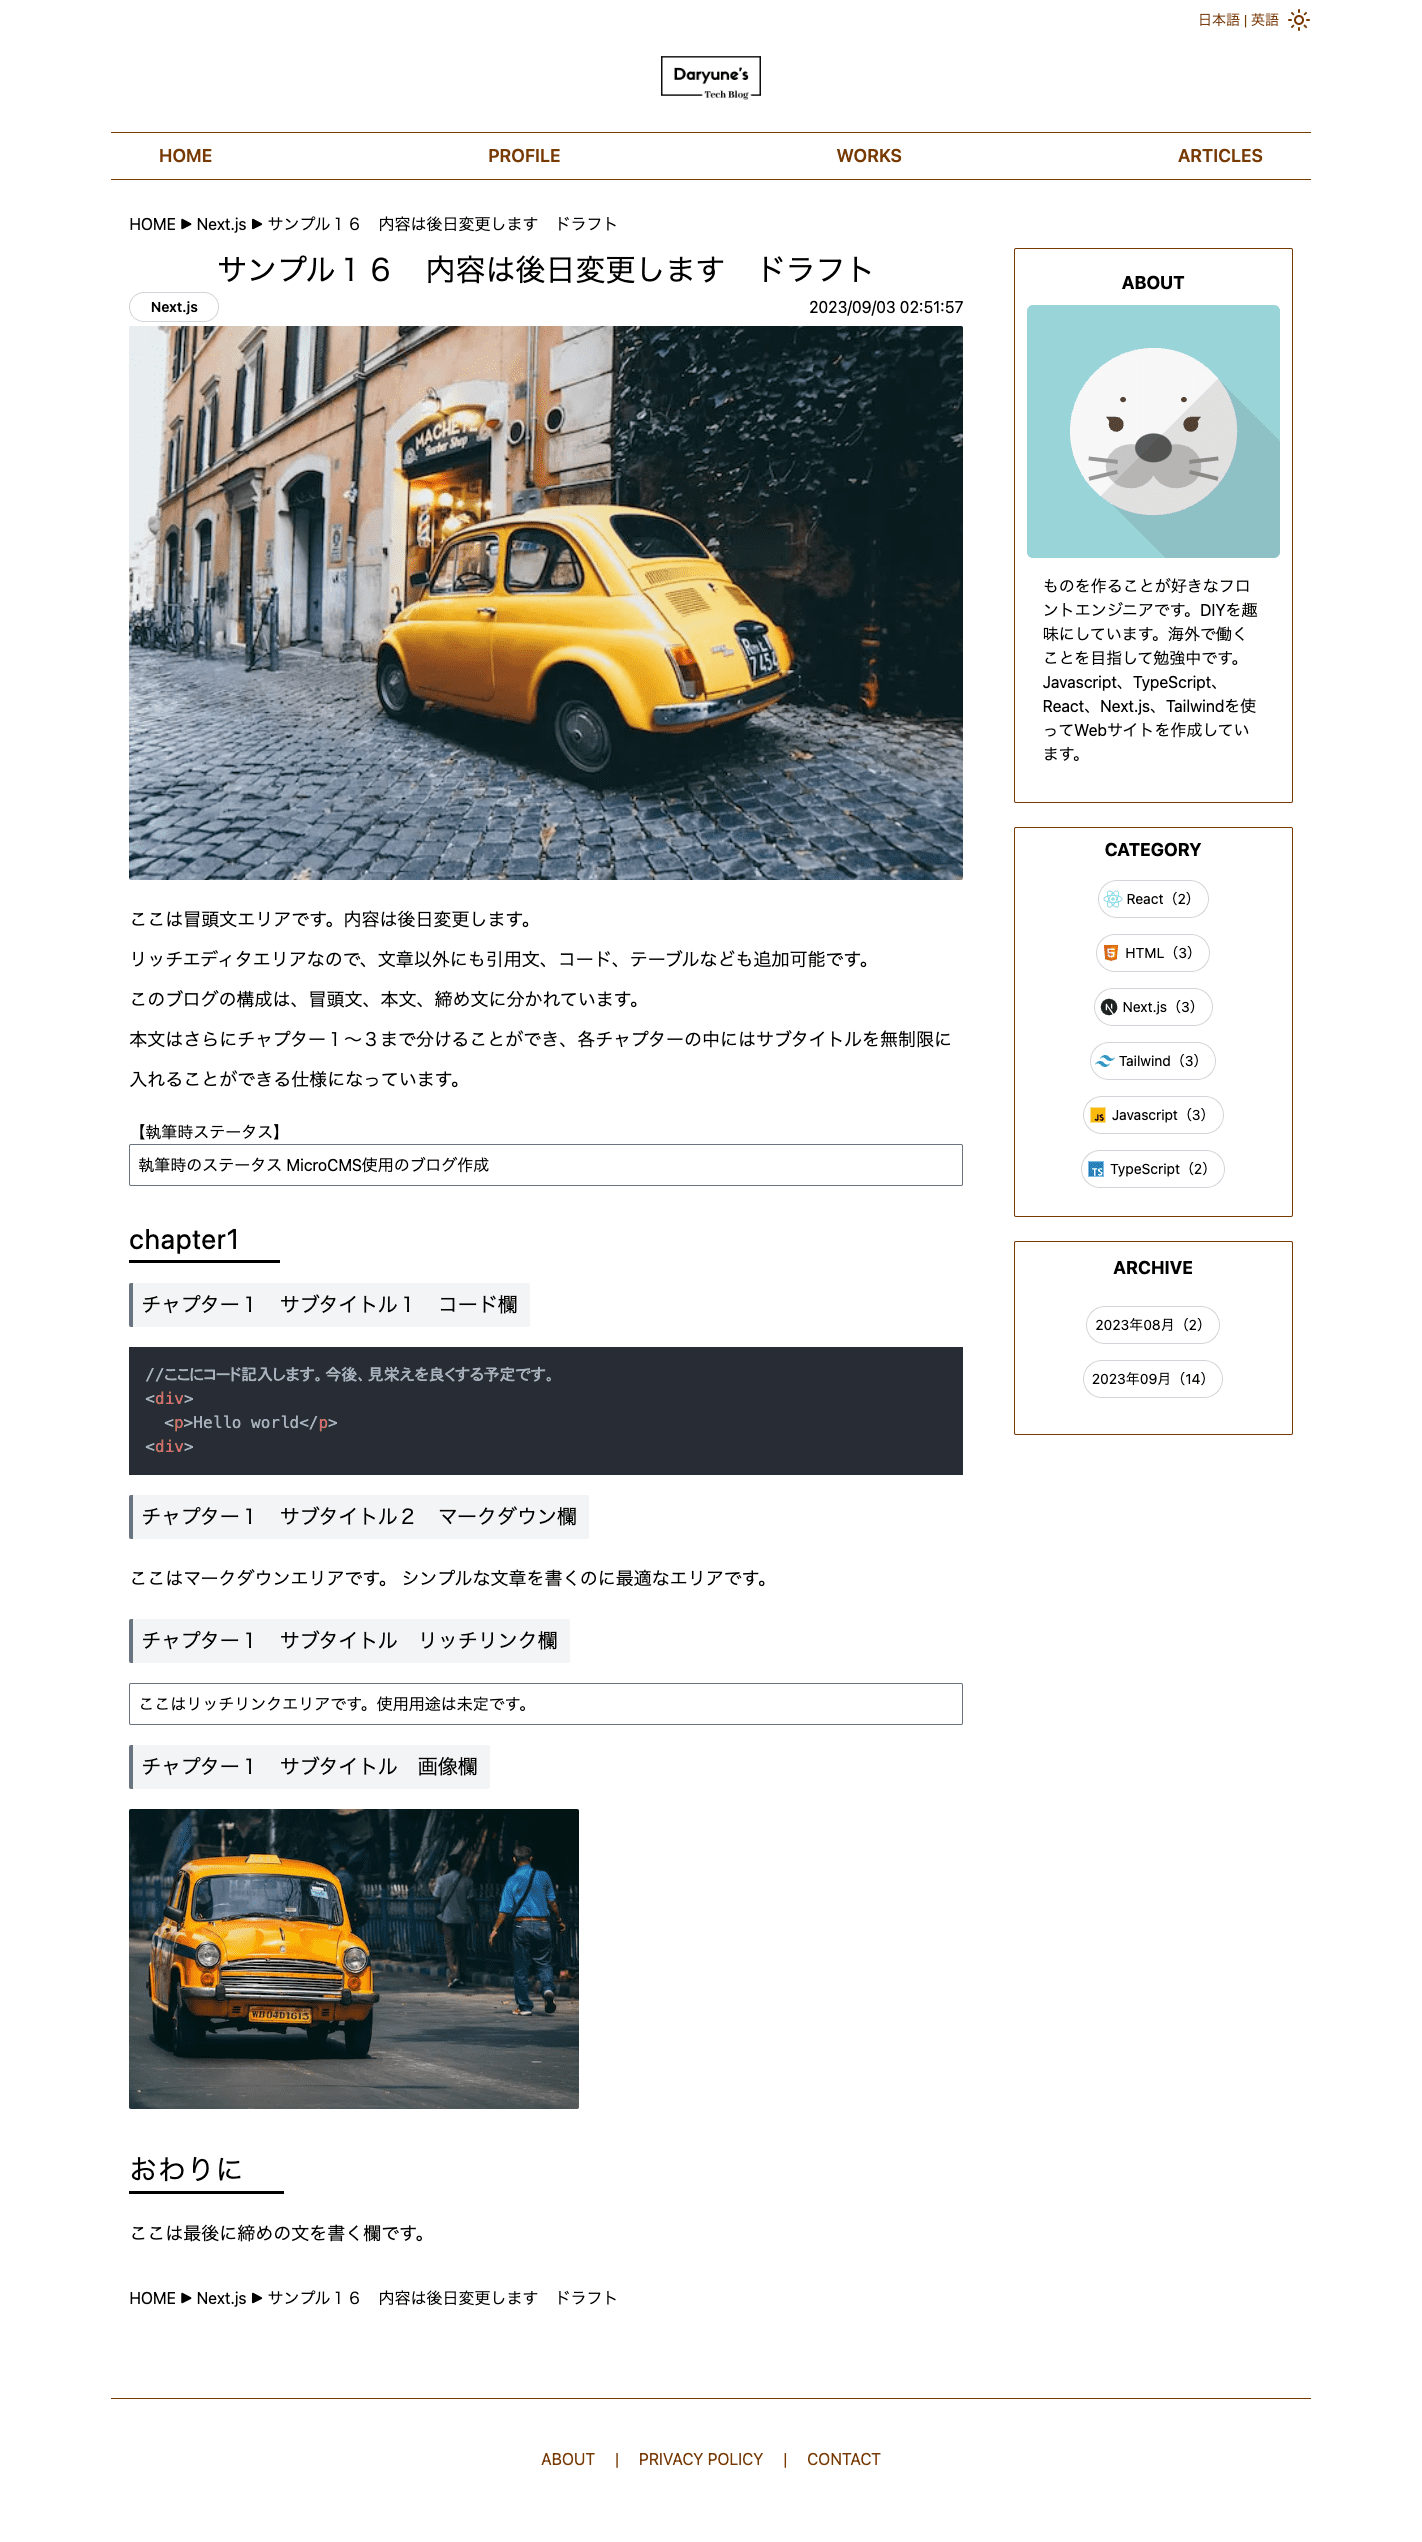 日本語 | 英語
Daryune's
Tech Blog
HOME
PROFILE
WORKS
ARTICLES
HOME ▶ Next.js ▶ サンプル１６　内容は後日変更します　ドラフト
サンプル１６　内容は後日変更します　ドラフト
Next.js
2023/09/03 02:51:57
MACHETE
Barber Shop
7454
ここは冒頭文エリアです。内容は後日変更します。
リッチエディタエリアなので、文章以外にも引用文、コード、テーブルなども追加可能です。
このブログの構成は、冒頭文、本文、締め文に分かれています。
本文はさらにチャプター１〜３まで分けることができ、各チャプターの中にはサブタイトルを無制限に
入れることができる仕様になっています。
【執筆時ステータス】
執筆時のステータス MicroCMS使用のブログ作成
chapter1
チャプター１　サブタイトル１　コード欄
//ここにコード記入します。今後、見栄えを良くする予定です。
<div>
  <p>Hello world</p>
<div>
チャプター１　サブタイトル２　マークダウン欄
ここはマークダウンエリアです。 シンプルな文章を書くのに最適なエリアです。
チャプター１　サブタイトル　リッチリンク欄
ここはリッチリンクエリアです。使用用途は未定です。
チャプター１　サブタイトル　画像欄
WB04D1613
おわりに
ここは最後に締めの文を書く欄です。
HOME ▶ Next.js ▶ サンプル１６　内容は後日変更します　ドラフト
ABOUT
ものを作ることが好きなフロ
ントエンジニアです。DIYを趣
味にしています。海外で働く
ことを目指して勉強中です。
Javascript、TypeScript、
React、Next.js、Tailwindを使
ってWebサイトを作成してい
ます。
CATEGORY
React（2）
HTML（3）
Next.js（3）
Tailwind（3）
JS Javascript（3）
TS TypeScript（2）
ARCHIVE
2023年08月（2）
2023年09月（14）
ABOUT | PRIVACY POLICY | CONTACT